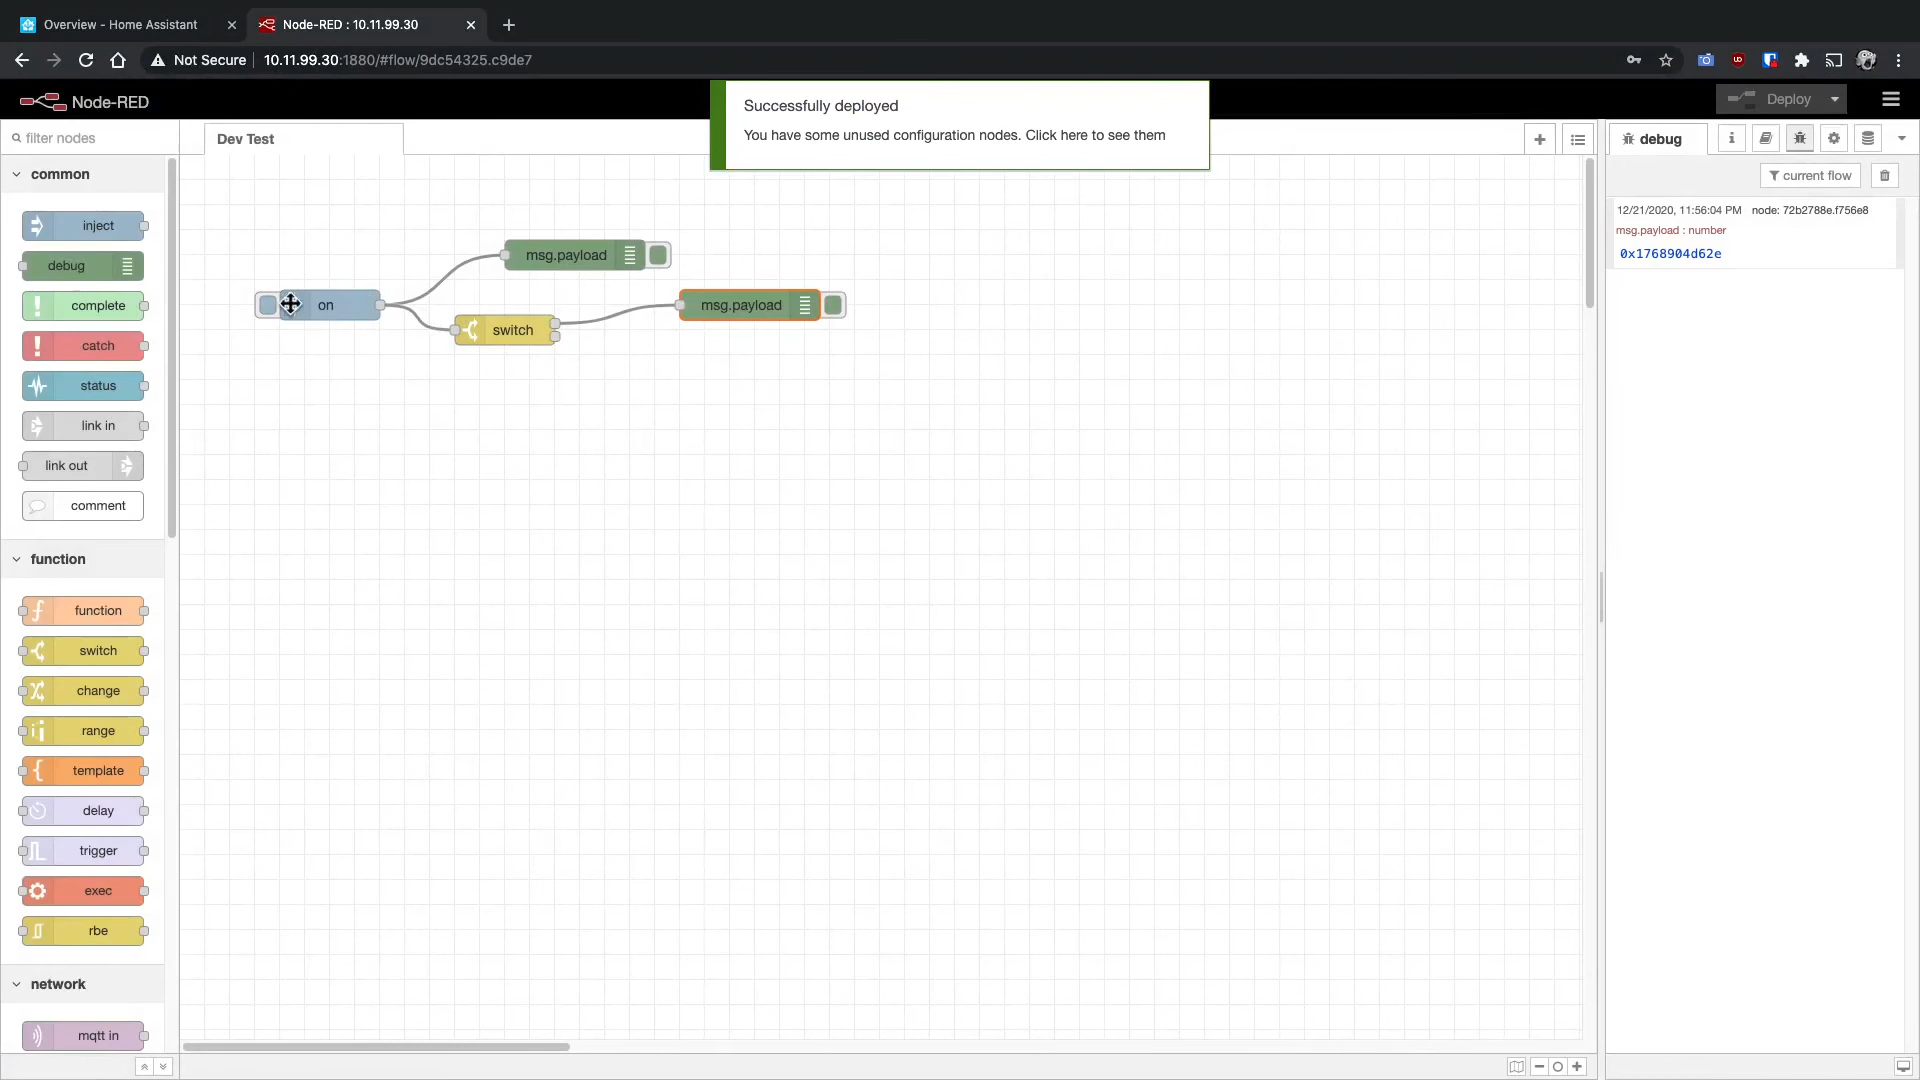 Overview - Home Assistant
Node-RED : 10.11.99.30
Not Secure
10.11.99.30:1880/#flow/9dc54325.c9de7
Node-RED
Deploy
Successfully deployed
You have some unused configuration nodes. Click here to see them
filter nodes
Dev Test
debug
i
current flow
common
inject
debug
complete
catch
status
link in
link out
comment
function
function
switch
change
range
template
delay
trigger
exec
rbe
network
mqtt in
msg.payload
on
msg.payload
switch
12/21/2020, 11:56:04 PM node: 72b2788e.f756e8
msg.payload : number
0x1768904d62e